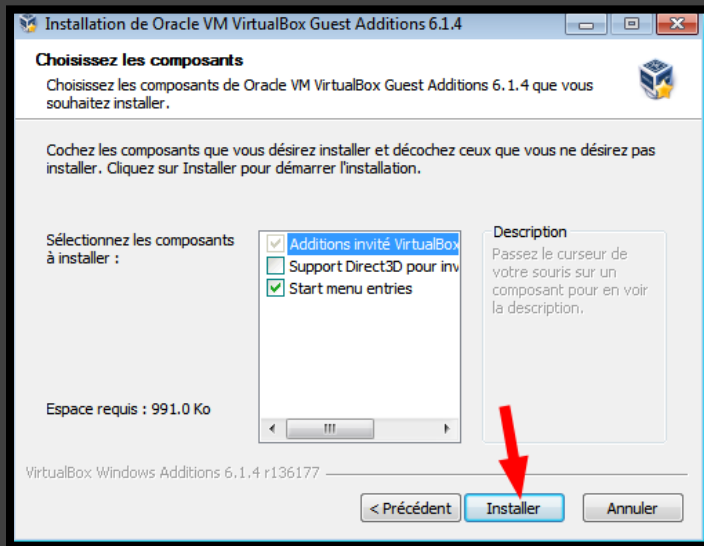 Installation de Oracle VM VirtualBox Guest Additions 6.1.4
Choisissez les composants
Choisissez les composants de Oracle VM VirtualBox Guest Additions 6.1.4 que vous
souhaitez installer.
Cochez les composants que vous désirez installer et décochez ceux que vous ne désirez pas
installer. Cliquez sur Installer pour démarrer l'installation.
Sélectionnez les composants
à installer :
Additions invité VirtualBox
Support Direct3D pour inv
Start menu entries
Description
Passez le curseur de
votre souris sur un
composant pour en voir
la description.
Espace requis : 991.0 Ko
VirtualBox Windows Additions 6.1.4 r136177
< Précédent
Installer
Annuler